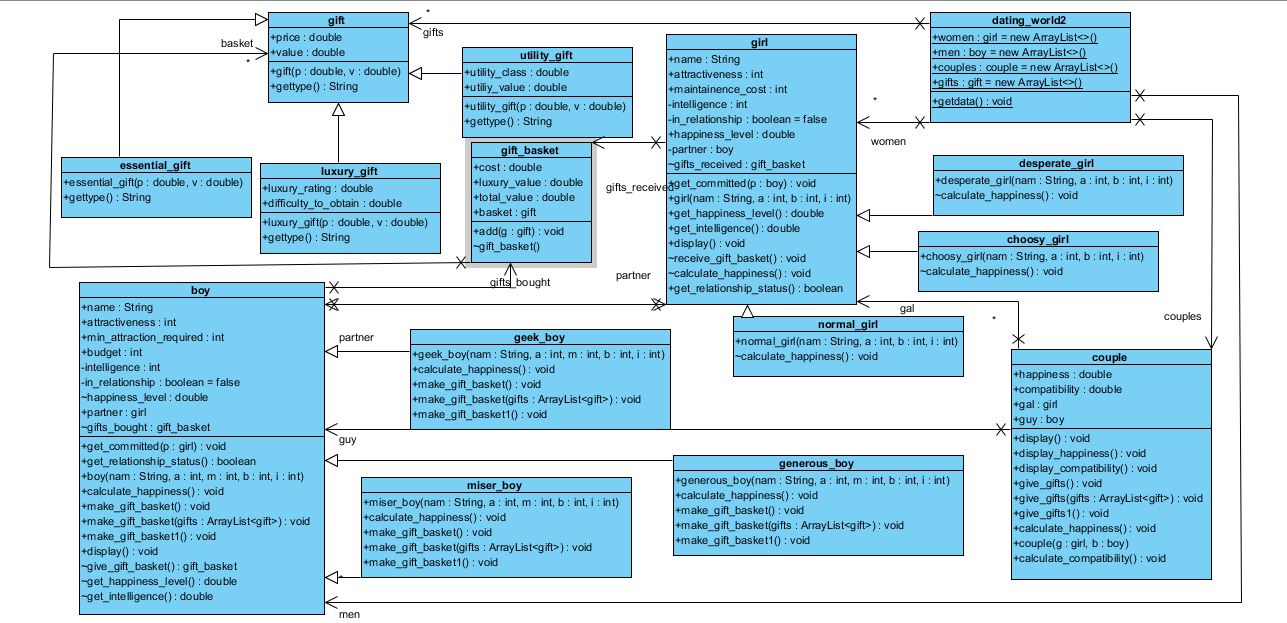 gift
+price : double
+value : double
+gift(p : double, v : double)
+gettype() : String
*
gifts
basket
*
utility_gift
+utility_class : double
+utiliy_value : double
+utility_gift(p : double, v : double)
+gettype() : String
girl
+name : String
+attractiveness : int
+maintainence_cost : int
-intelligence : int
-in_relationship : boolean = false
+happiness_level : double
-partner : boy
~gifts_received : gift_basket
+get_committed(p : boy) : void
+girl(nam : String, a : int, b : int, i : int)
+get_happiness_level() : double
+get_intelligence() : double
+display() : void
~receive_gift_basket() : void
~calculate_happiness() : void
+get_relationship_status() : boolean
dating_world2
+women : girl = new ArrayList<>()
+men : boy = new ArrayList<>()
+couples : couple = new ArrayList<>()
+gifts : gift = new ArrayList<>()
+getdata() : void
*
women
essential_gift
+essential_gift(p : double, v : double)
+gettype() : String
luxury_gift
+luxury_rating : double
+difficulty_to_obtain : double
+luxury_gift(p : double, v : double)
+gettype() : String
gift_basket
+cost : double
+luxury_value : double
+total_value : double
+basket : gift
+add(g : gift) : void
~gift_basket()
gifts_received
desperate_girl
+desperate_girl(nam : String, a : int, b : int, i : int)
~calculate_happiness() : void
choosy_girl
+choosy_girl(nam : String, a : int, b : int, i : int)
~calculate_happiness() : void
gifts_bought
partner
boy
+name : String
+attractiveness : int
+min_attraction_required : int
+budget : int
-intelligence : int
-in_relationship : boolean = false
~happiness_level : double
+partner : girl
~gifts_bought : gift_basket
+get_committed(p : girl) : void
+get_relationship_status() : boolean
+boy(nam : String, a : int, m : int, b : int, i : int)
+calculate_happiness() : void
+make_gift_basket() : void
+make_gift_basket(gifts : ArrayList<gift>) : void
+make_gift_basket1() : void
+display() : void
~give_gift_basket() : gift_basket
~get_happiness_level() : double
~get_intelligence() : double
partner
geek_boy
+geek_boy(nam : String, a : int, m : int, b : int, i : int)
+calculate_happiness() : void
+make_gift_basket() : void
+make_gift_basket(gifts : ArrayList<gift>) : void
+make_gift_basket1() : void
normal_girl
+normal_girl(nam : String, a : int, b : int, i : int)
~calculate_happiness() : void
gal
*
couples
couple
+happiness : double
+compatibility : double
+gal : girl
+guy : boy
+display() : void
+display_happiness() : void
+display_compatibility() : void
+give_gifts() : void
+give_gifts(gifts : ArrayList<gift>) : void
+give_gifts1() : void
+calculate_happiness() : void
+couple(g : girl, b : boy)
+calculate_compatibility() : void
guy
generous_boy
+generous_boy(nam : String, a : int, m : int, b : int, i : int)
+calculate_happiness() : void
+make_gift_basket() : void
+make_gift_basket(gifts : ArrayList<gift>) : void
+make_gift_basket1() : void
miser_boy
+miser_boy(nam : String, a : int, m : int, b : int, i : int)
+calculate_happiness() : void
+make_gift_basket() : void
+make_gift_basket(gifts : ArrayList<gift>) : void
+make_gift_basket1() : void
*
men